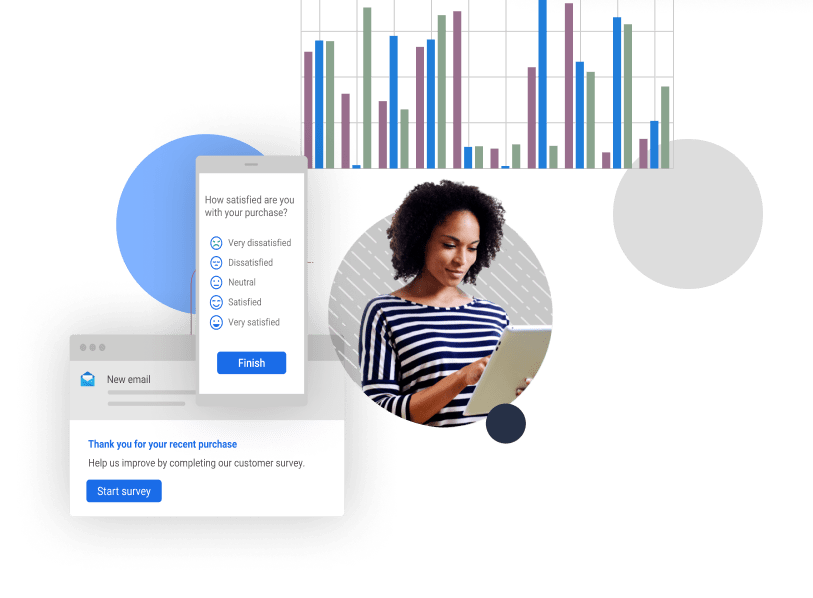 How satisfied are you
with your purchase?
Very dissatisfied
Dissatisfied
Neutral
Satisfied
Very satisfied
Finish
New email
Thank you for your recent purchase
Help us improve by completing our customer survey.
Start survey